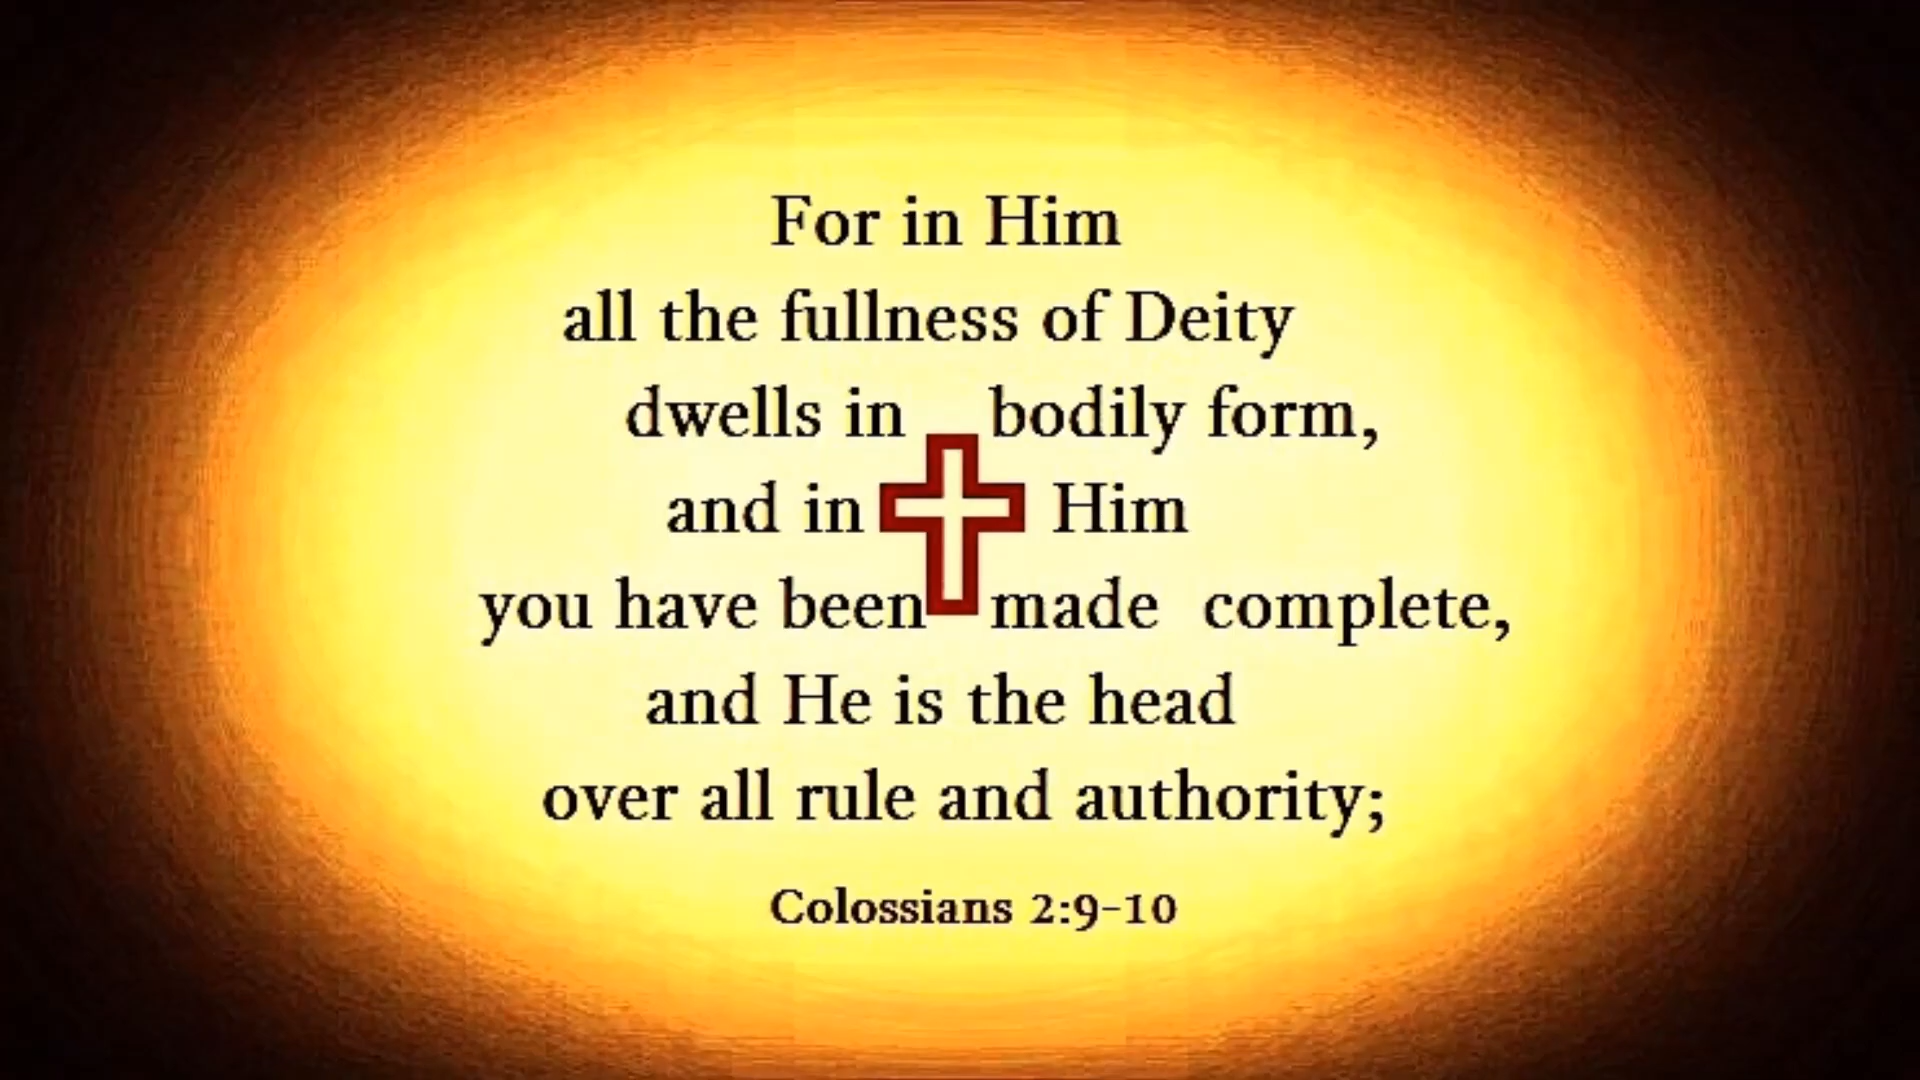 For in Him
all the fullness of Deity
dwells in bodily form,
and in Him
you have been made complete,
and He is the head
over all rule and authority;
Colossians 2:9-10